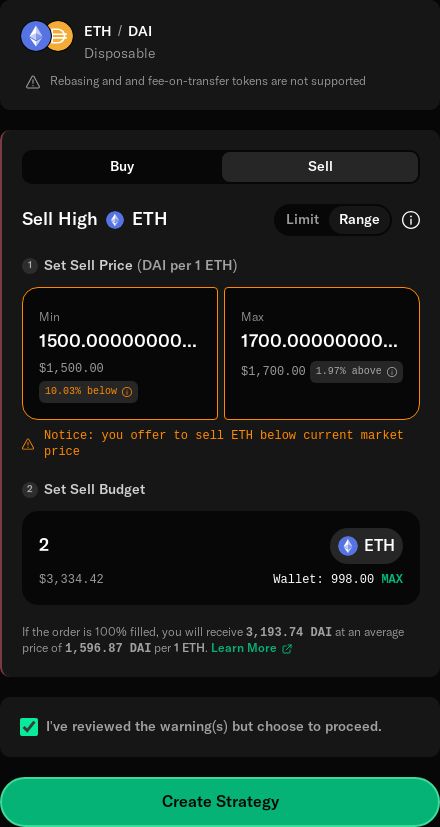 ETH / DAI
Disposable
Rebasing and and fee-on-transfer tokens are not supported
Buy
Sell
Sell High ETH
Limit
Range
1 Set Sell Price (DAI per 1 ETH)
Min
1500.00000000...
$1,500.00
10.03% below
Max
1700.00000000...
$1,700.00 1.97% above
Notice: you offer to sell ETH below current market
price
2 Set Sell Budget
2
ETH
$3,334.42
Wallet: 998.00 MAX
If the order is 100% filled, you will receive 3,193.74 DAI at an average
price of 1,596.87 DAI per 1 ETH. Learn More
I've reviewed the warning(s) but choose to proceed.
Create Strategy